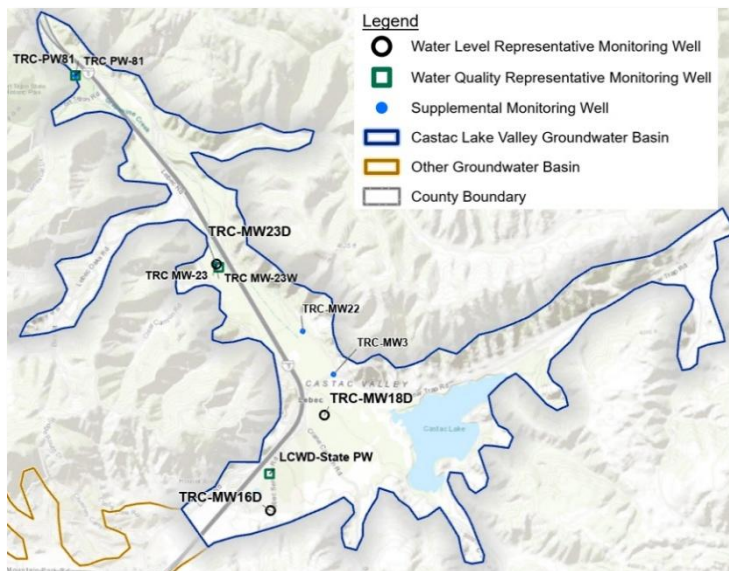 Legend
Water Level Representative Monitoring Well
Water Quality Representative Monitoring Well
Supplemental Monitoring Well
Castac Lake Valley Groundwater Basin
Other Groundwater Basin
County Boundary
TRC-PW81
TRC PW-81
TRC-MW23D
TRC MW-23
TRC MW-23W
TRC-MW22
TRC-MW3
CASTAC VALLEY
Lebec
TRC-MW18D
Castac Lake
LCWD-State PW
TRC-MW16D